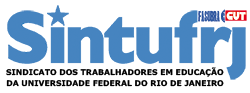 FASUBRA CUT
Sintufrj
SINDICATO DOS TRABALHADORES EM EDUCAÇÃO
DA UNIVERSIDADE FEDERAL DO RIO DE JANEIRO